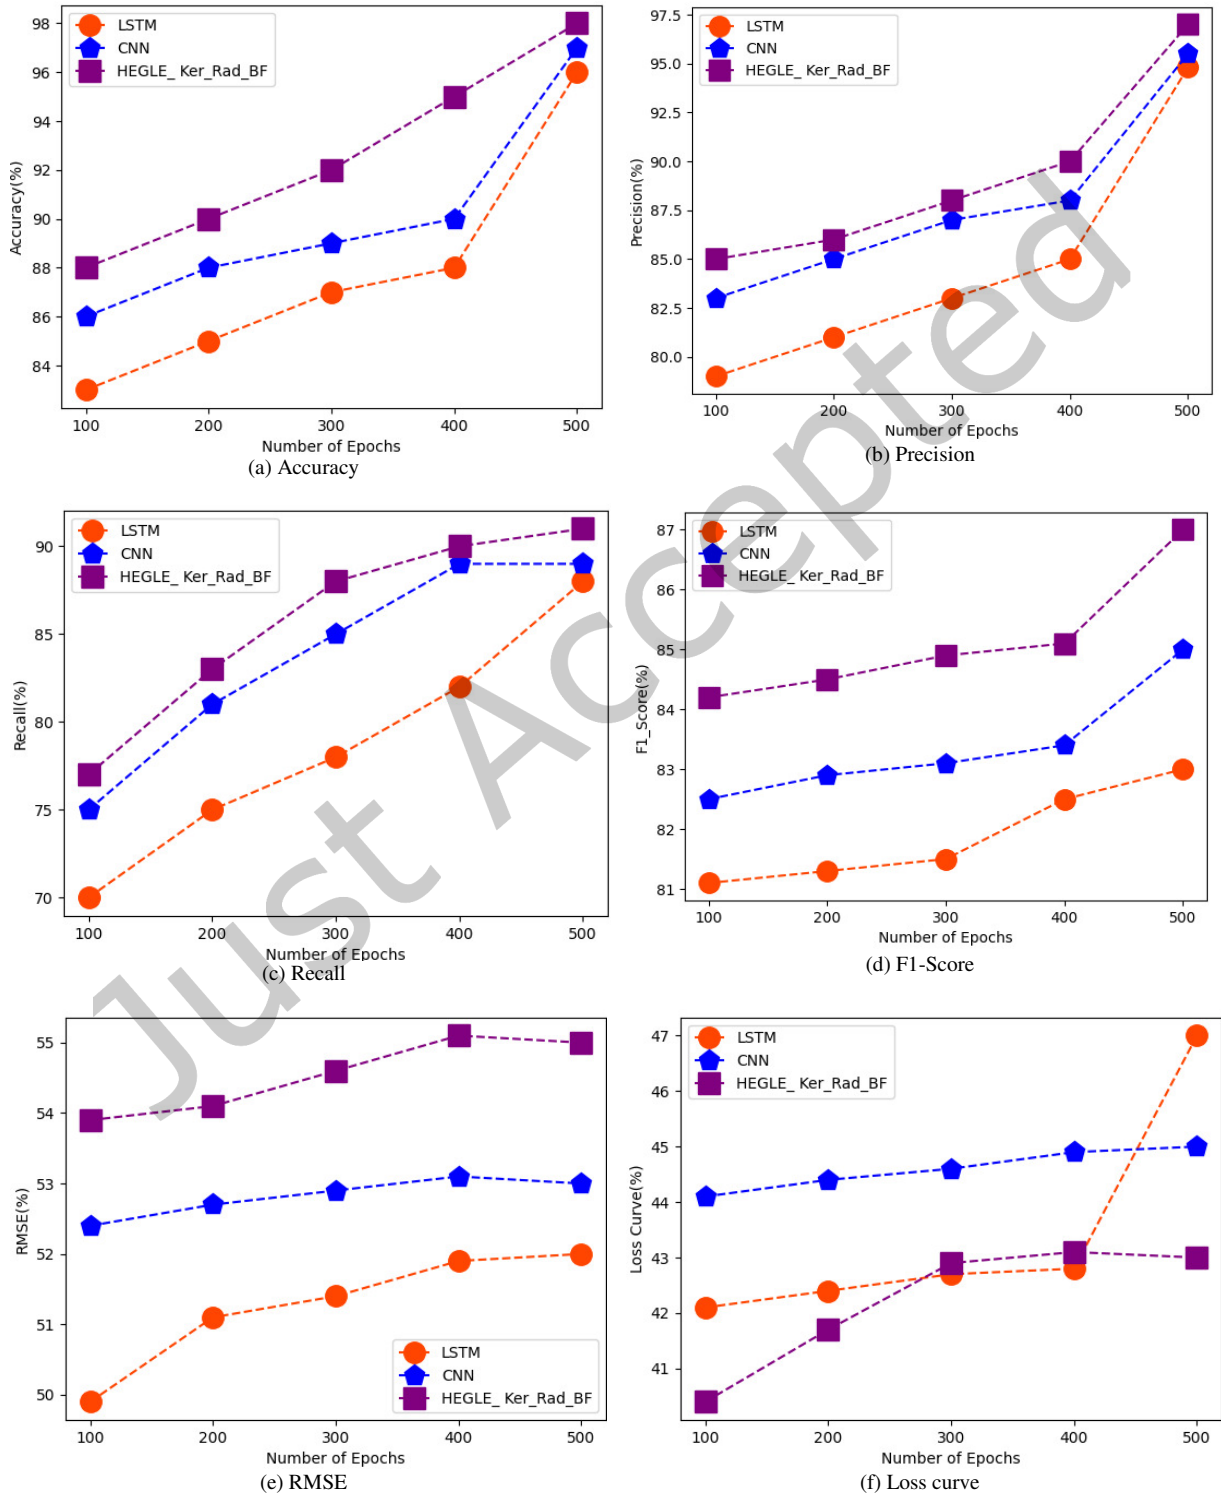 98
96
94
92
90
88
86
84
Accuracy(%)
LSTM
CNN
HEGLE_ Ker_Rad_BF
100 200 300 400 500
Number of Epochs
(a) Accuracy
97.5
95.0
92.5
90.0
87.5
85.0
82.5
80.0
Precision(%)
LSTM
CNN
HEGLE_ Ker_Rad_BF
100 200 300 400 500
Number of Epochs
(b) Precision
90
85
80
75
70
Recall(%)
LSTM
CNN
HEGLE_ Ker_Rad_BF
100 200 300 400 500
Number of Epochs
(c) Recall
87
86
85
84
83
82
81
F1_Score(%)
LSTM
CNN
HEGLE_ Ker_Rad_BF
100 200 300 400 500
Number of Epochs
(d) F1-Score
55
54
53
52
51
50
RMSE(%)
LSTM
CNN
HEGLE_ Ker_Rad_BF
100 200 300 400 500
Number of Epochs
(e) RMSE
47
46
45
44
43
42
41
Loss Curve(%)
LSTM
CNN
HEGLE_ Ker_Rad_BF
100 200 300 400 500
Number of Epochs
(f) Loss curve
Just Accepted